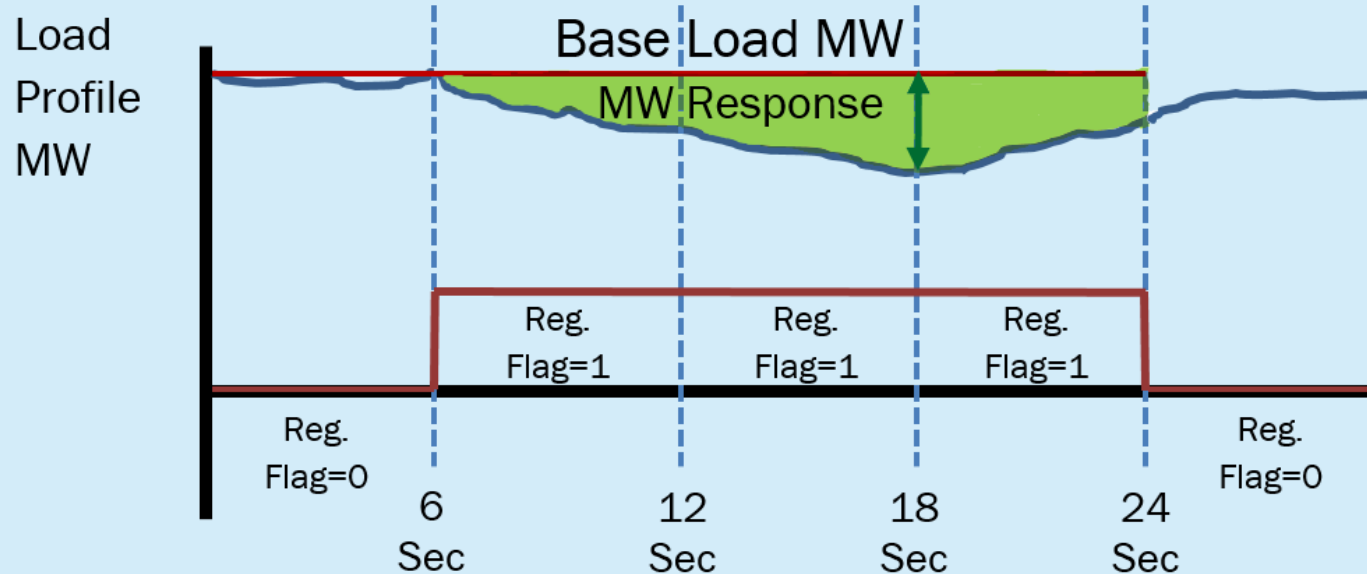 Load
Profile
MW
Base Load MW
MW Response
Reg.
Flag=1
Reg.
Flag=1
Reg.
Flag=1
Reg.
Flag=0
Reg.
Flag=0
6
Sec
12
Sec
18
Sec
24
Sec